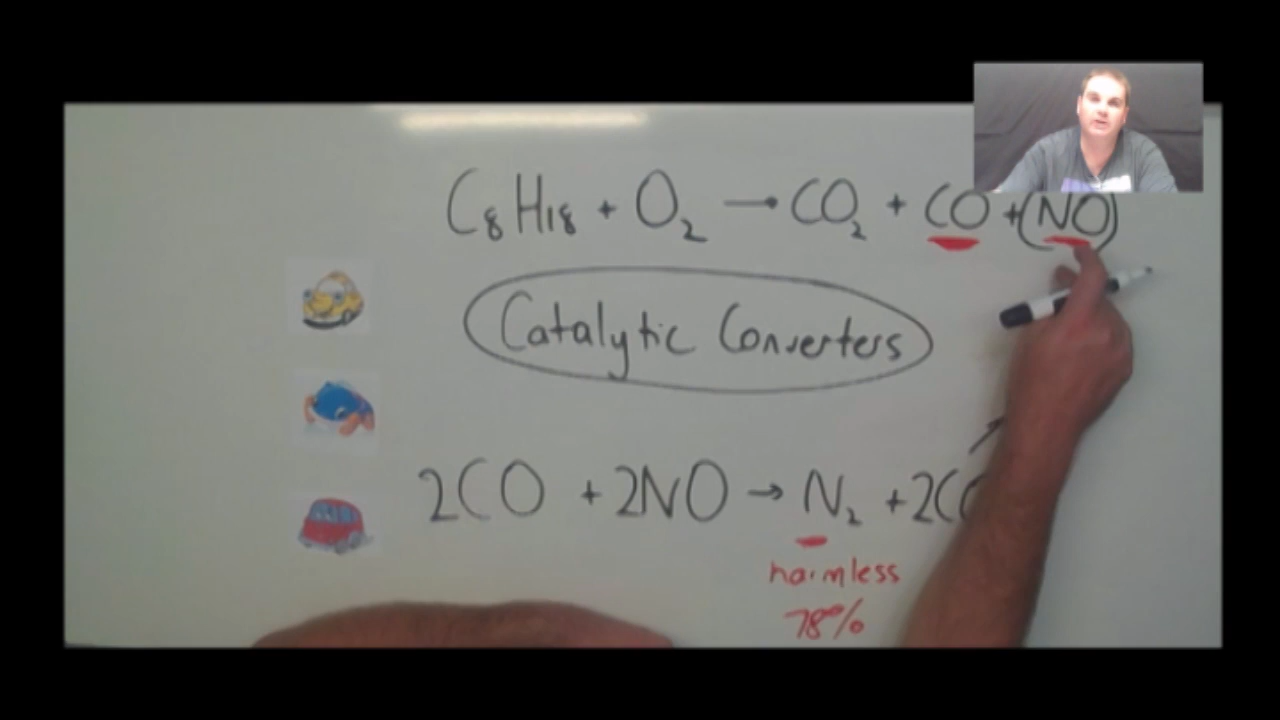 C₈H₁₈ + O₂ → CO₂ + CO + (NO)
Catalytic Converters
2CO + 2NO → N₂ + 2C
harmless
78%